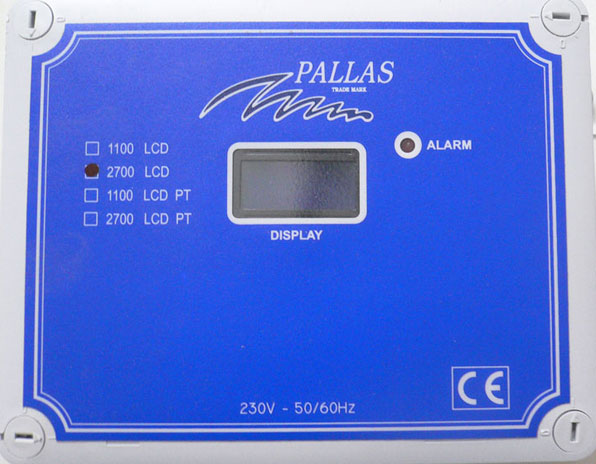 PALLAS
TRADE MARK
1100 LCD
2700 LCD
1100 LCD PT
2700 LCD PT
ALARM
DISPLAY
230V - 50/60Hz
CE